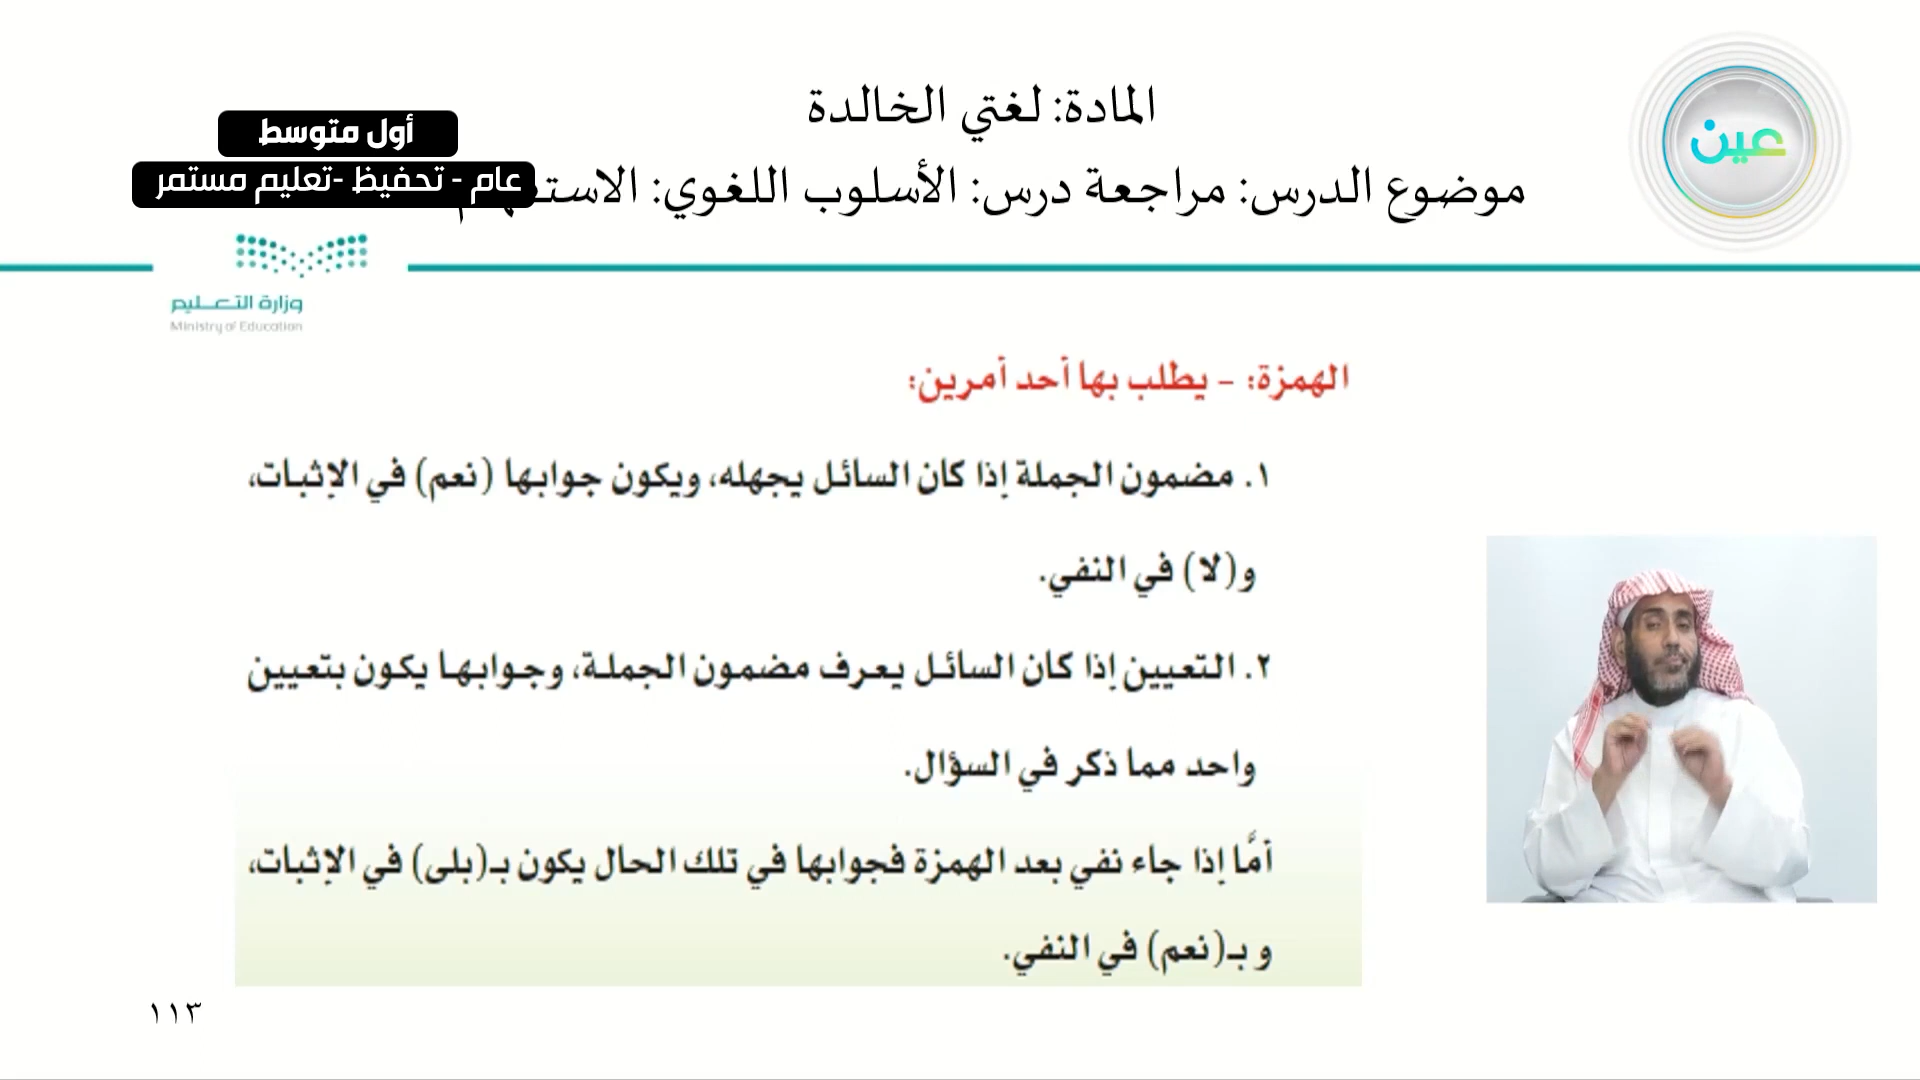 المادة: لغتي الخالدة
عين
أول متوسط
عام - تحفيظ -تعليم مستمر
موضوع الدرس: مراجعة درس: الأسلوب اللغوي:
وزارة التعليم
Ministry of Education
الهمزة: - يطلب بها أحد أمرين:
١. مضمون الجملة إذا كان السائل يجهله، ويكون جوابها (نعم) في الإثبات،
و(لا) في النفي.
٢. التعيين إذا كان السائل يعرف مضمون الجملة، وجوابها يكون بتعيين
واحد مما ذكر في السؤال.
أمَّا إذا جاء نفي بعد الهمزة فجوابها في تلك الحال يكون بـ(بلى) في الإثبات،
و بـ(نعم) في النفي.
١١٣